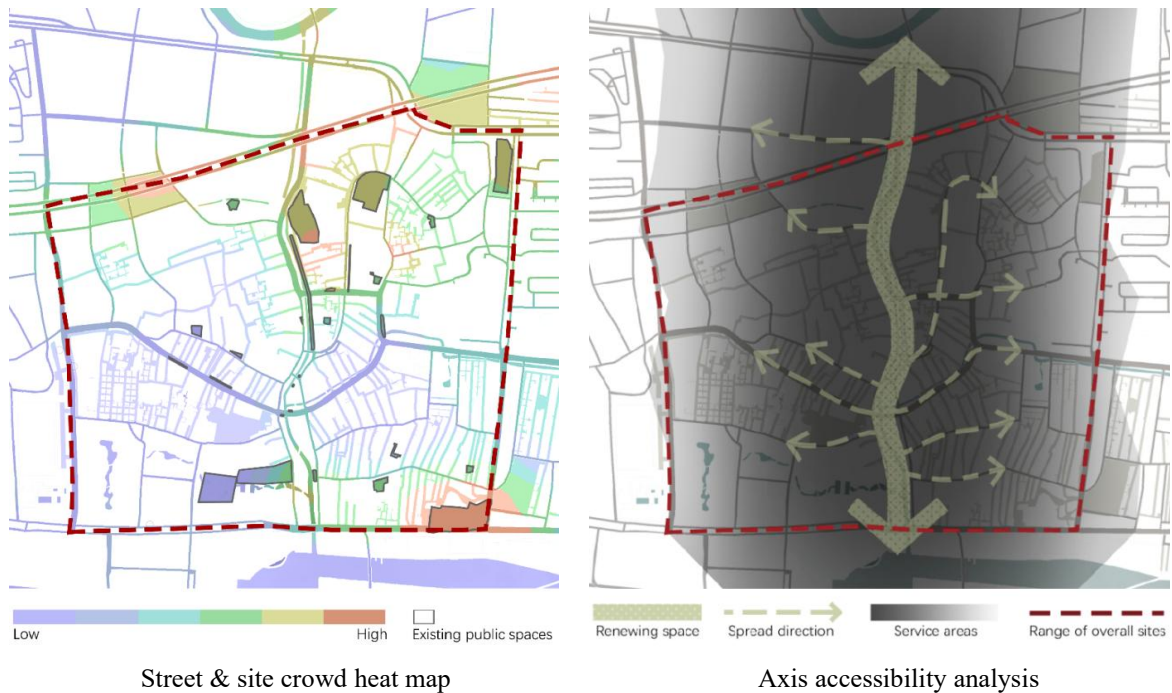 Low
High
Existing public spaces
Renewing space
Spread direction
Service areas
Range of overall sites
Street & site crowd heat map
Axis accessibility analysis